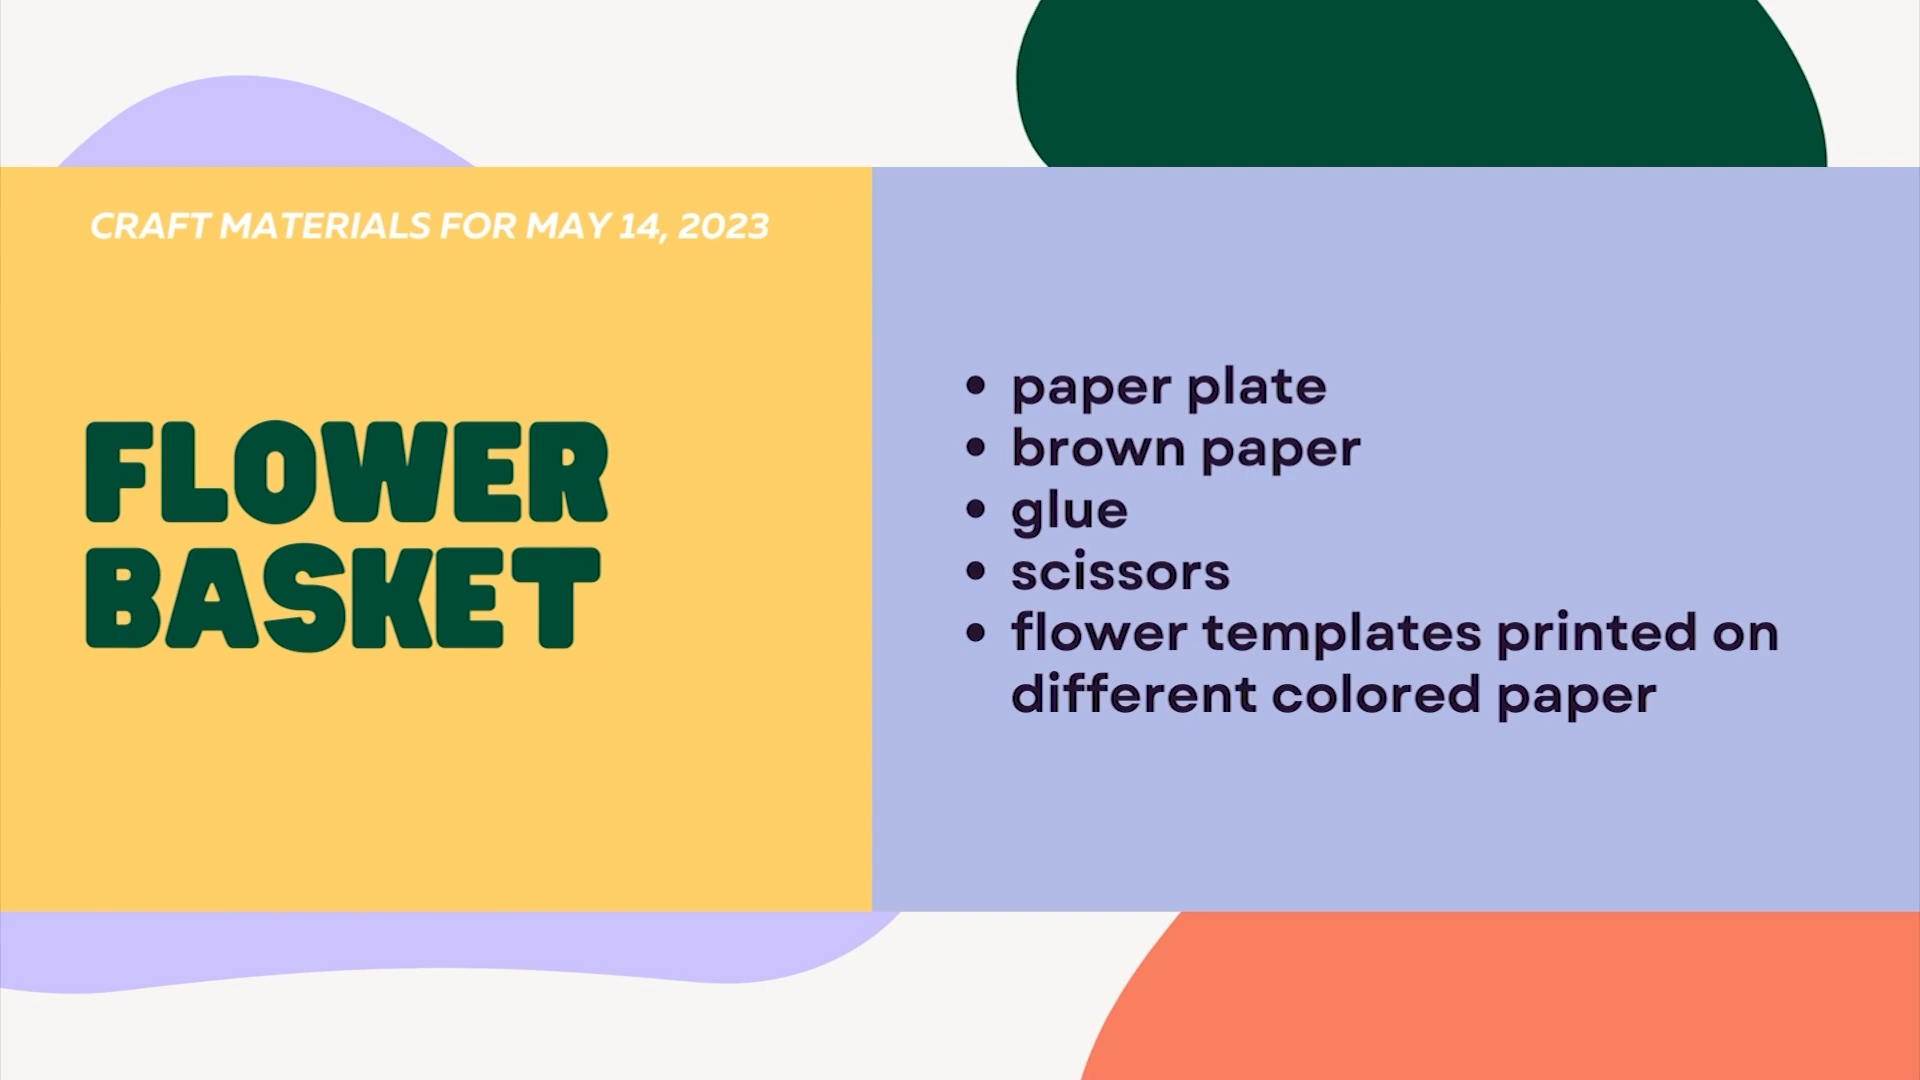 CRAFT MATERIALS FOR MAY 14, 2023
FLOWER
BASKET
• paper plate
• brown paper
• glue
• scissors
• flower templates printed on
different colored paper